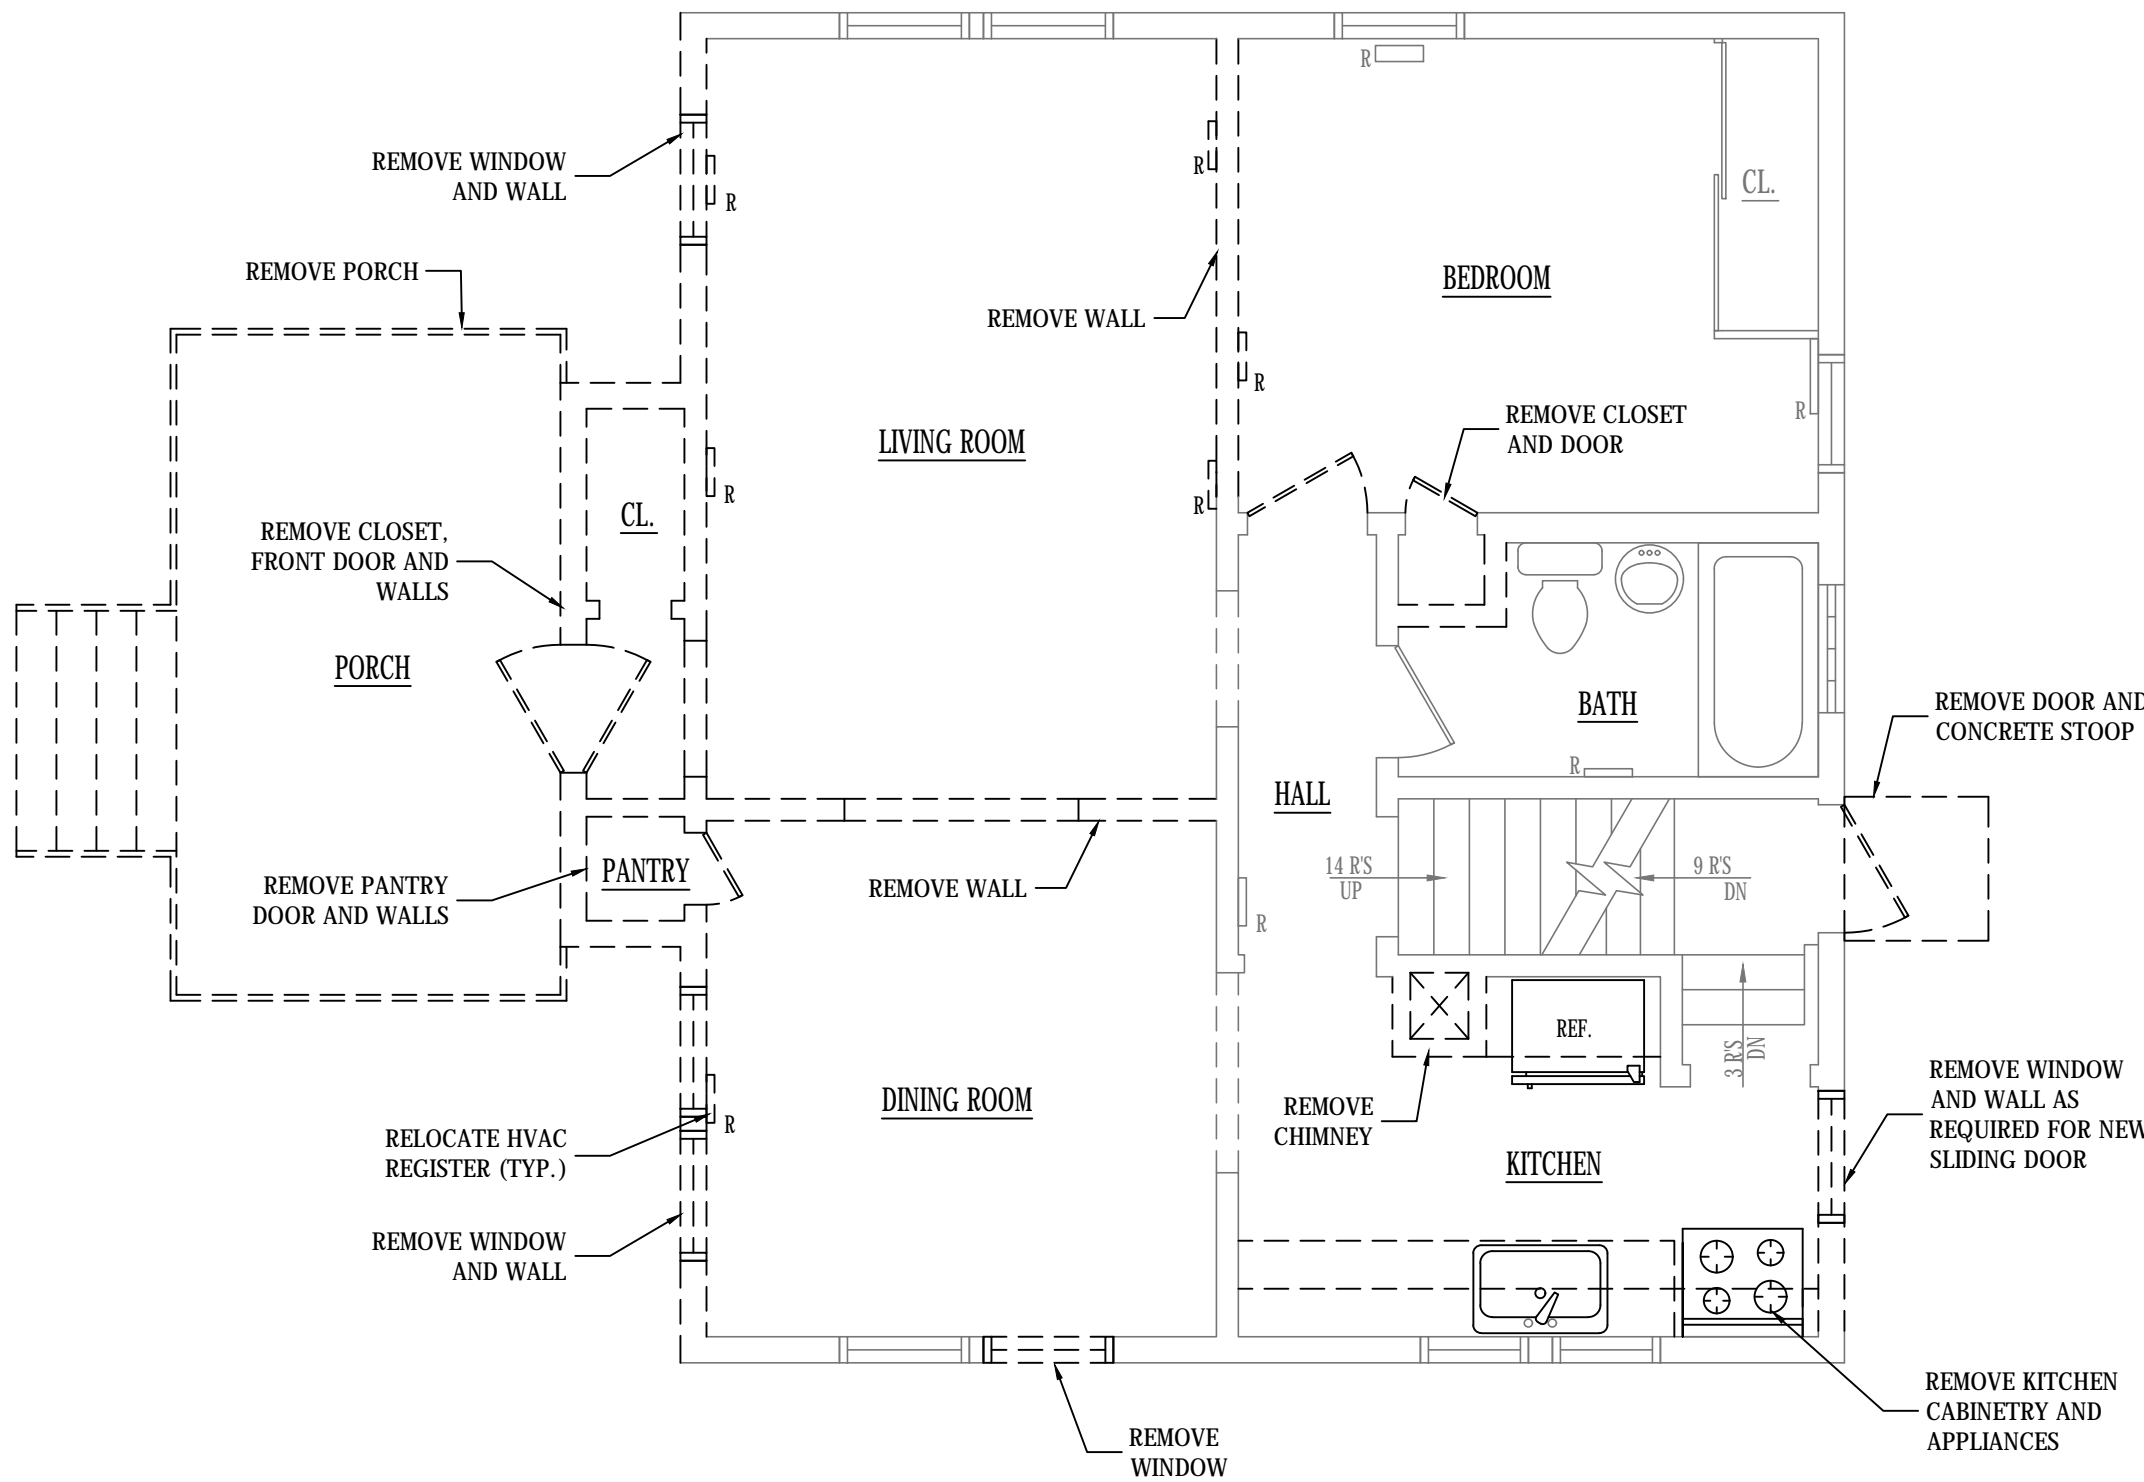 R
REMOVE WINDOW
AND WALL
R
R
CL.
REMOVE PORCH
BEDROOM
REMOVE WALL
R
R
REMOVE CLOSET
AND DOOR
LIVING ROOM
R
R
CL.
REMOVE CLOSET,
FRONT DOOR AND
WALLS
PORCH
BATH
REMOVE DOOR AND
CONCRETE STOOP
R
HALL
PANTRY
14 R'S
UP
9 R'S
DN
REMOVE PANTRY
DOOR AND WALLS
REMOVE WALL
R
REF.
3 R'S
DN
DINING ROOM
REMOVE
CHIMNEY
REMOVE WINDOW
AND WALL AS
REQUIRED FOR NEW
SLIDING DOOR
R
RELOCATE HVAC
REGISTER (TYP.)
KITCHEN
REMOVE WINDOW
AND WALL
REMOVE KITCHEN
CABINETRY AND
APPLIANCES
REMOVE
WINDOW